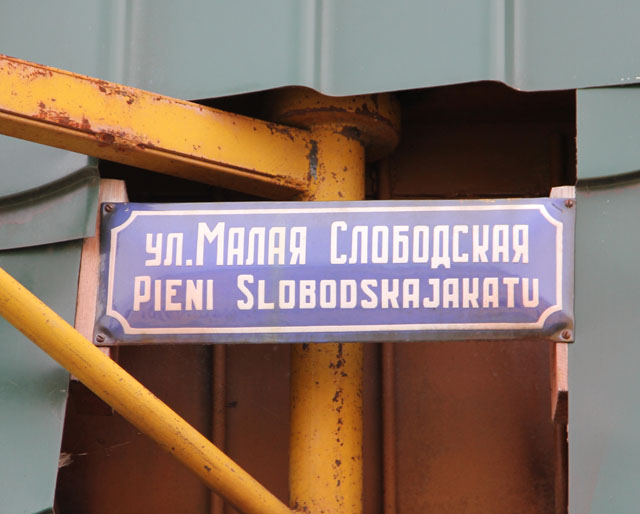 ул. Малая Слободская
Pieni Slobodskajakatu